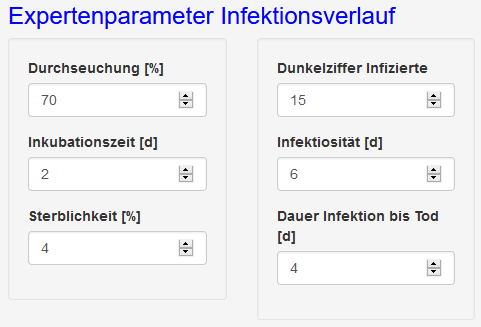 Expertenparameter Infektionsverlauf
Durchseuchung [%]
70
Inkubationszeit [d]
2
Sterblichkeit [%]
4
Dunkelziffer Infizierte
15
Infektiosität [d]
6
Dauer Infektion bis Tod
[d]
4